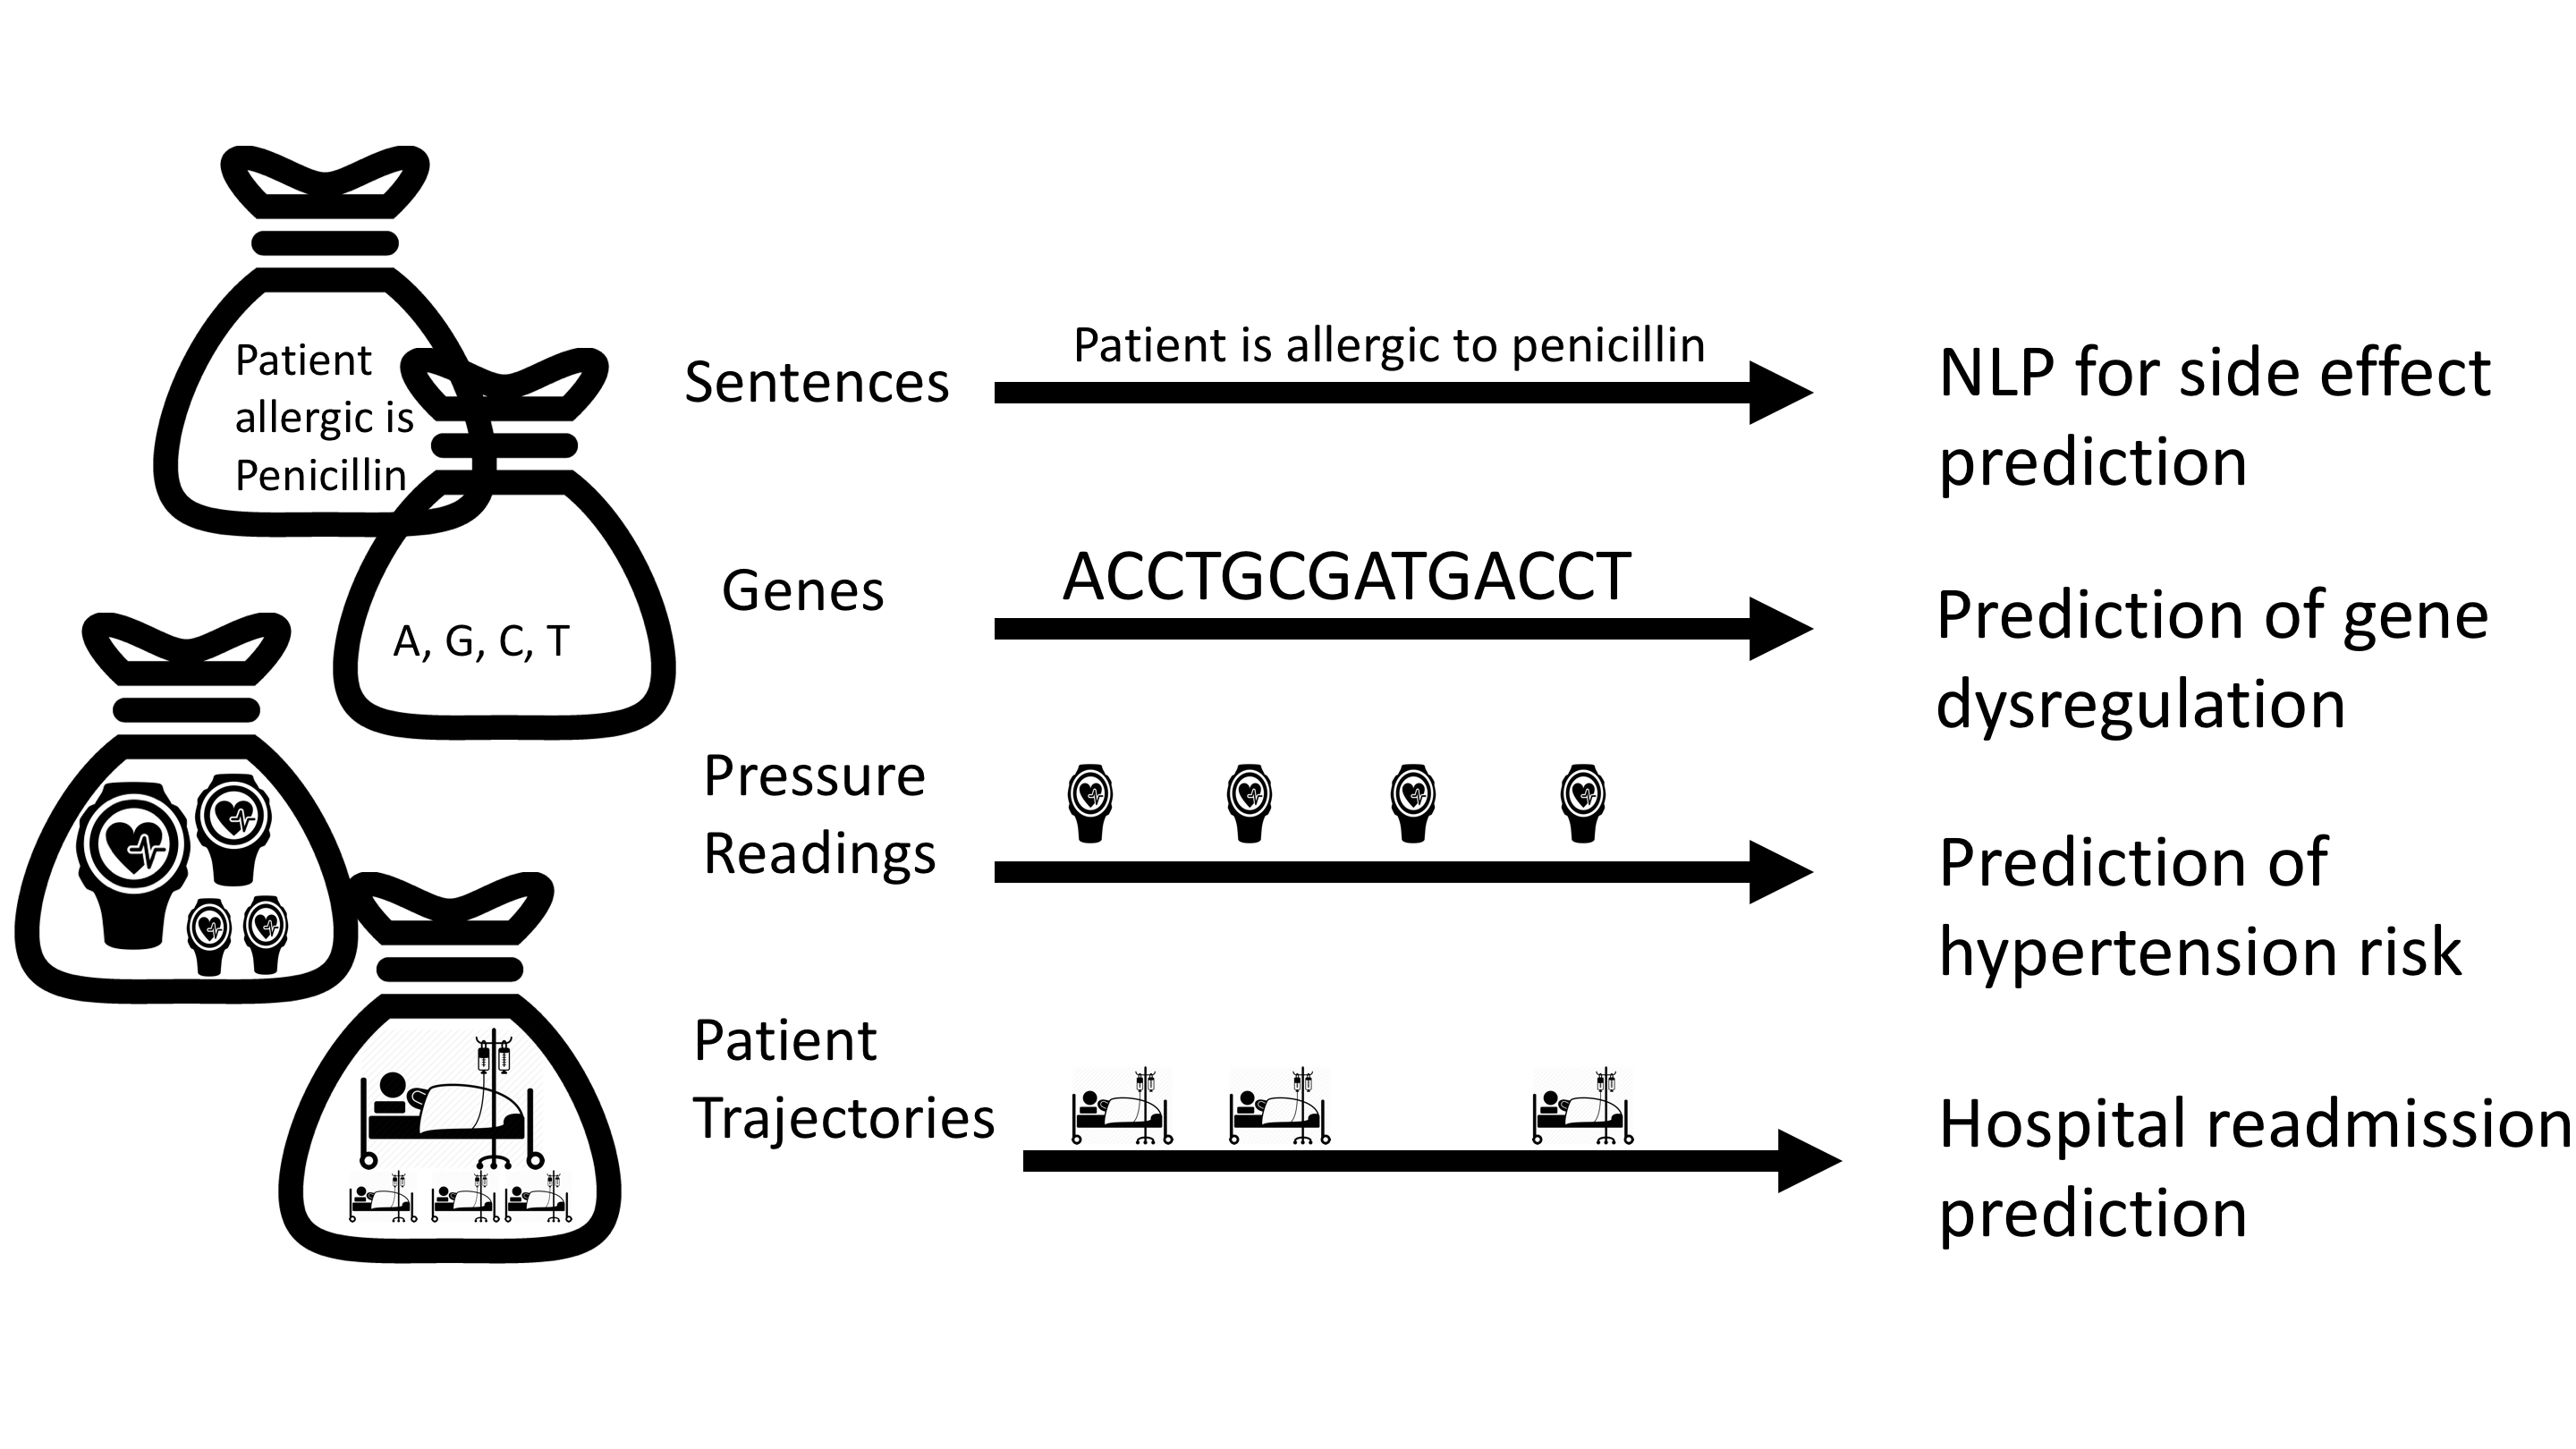 Patient
allergic is
Penicillin
A, G, C, T
Sentences
Patient is allergic to penicillin
NLP for side effect
prediction
Genes
ACCTGCGATGACCT
Prediction of gene
dysregulation
Pressure
Readings
Prediction of
hypertension risk
Patient
Trajectories
Hospital readmission
prediction